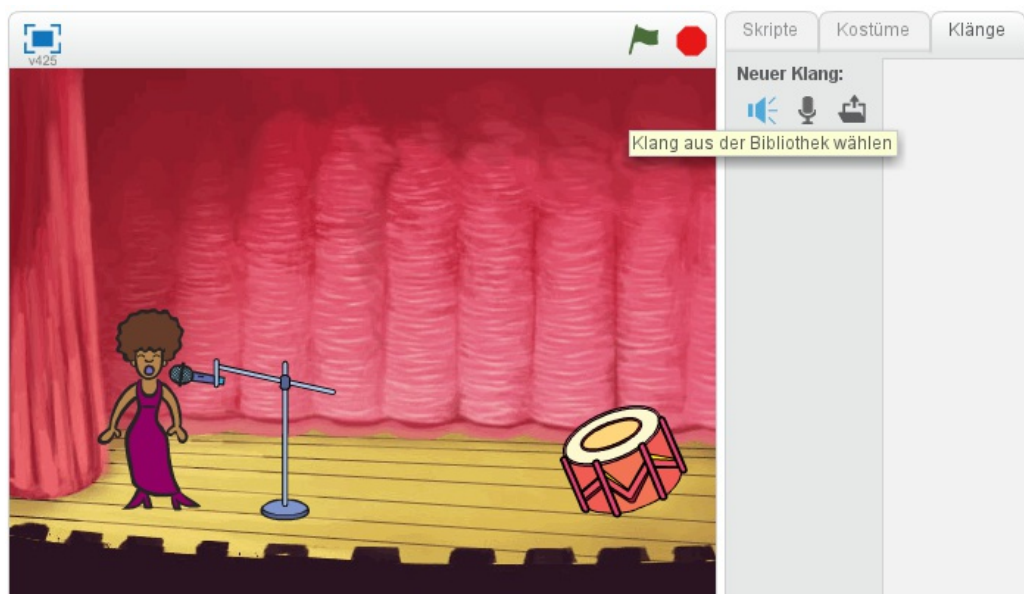 v425
Skripte
Kostüme
Klänge
Neuer Klang:
Klang aus der Bibliothek wählen